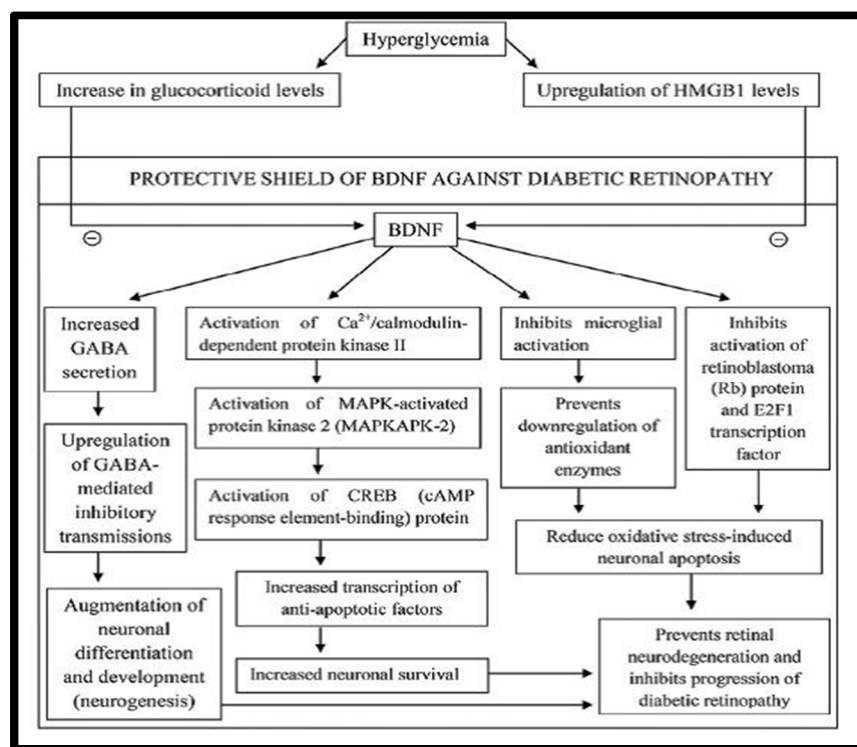 Hyperglycemia
Increase in glucocorticoid levels
Upregulation of HMGB1 levels
PROTECTIVE SHIELD OF BDNF AGAINST DIABETIC RETINOPATHY
⊖
BDNF
⊖
Increased
GABA
secretion
Activation of Ca²⁺/calmodulin-
dependent protein kinase II
Inhibits microglial
activation
Inhibits
activation of
retinoblastoma
(Rb) protein
and E2F1
transcription
factor
Upregulation
of GABA-
mediated
inhibitory
transmissions
Activation of MAPK-activated
protein kinase 2 (MAPKAPK-2)
Prevents
downregulation of
antioxidant
enzymes
Activation of CREB (cAMP
response element-binding) protein
Reduce oxidative stress-induced
neuronal apoptosis
Increased transcription of
anti-apoptotic factors
Augmentation of
neuronal
differentiation
and development
(neurogenesis)
Increased neuronal survival
Prevents retinal
neurodegeneration and
inhibits progression of
diabetic retinopathy